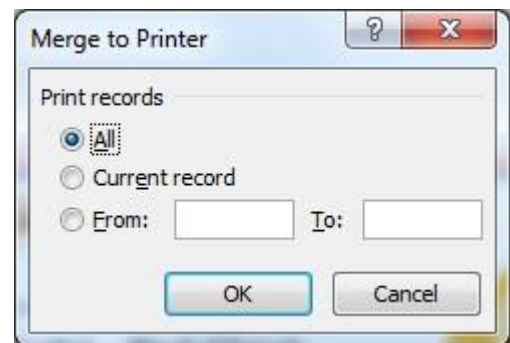 Merge to Printer
?
Print records
All
Current record
From: To:
OK Cancel